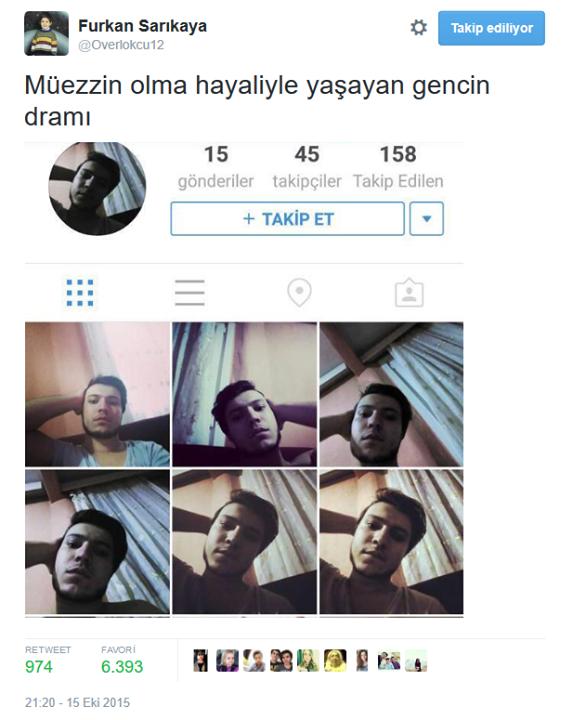 Furkan Sarıkaya
@Overlokcu12
Takip ediliyor
Müezzin olma hayaliyle yaşayan gencin
dramı
15 45 158
gönderiler takipçiler Takip Edilen
+ TAKİP ET
RETWEET FAVORİ
974 6.393
21:20 - 15 Eki 2015